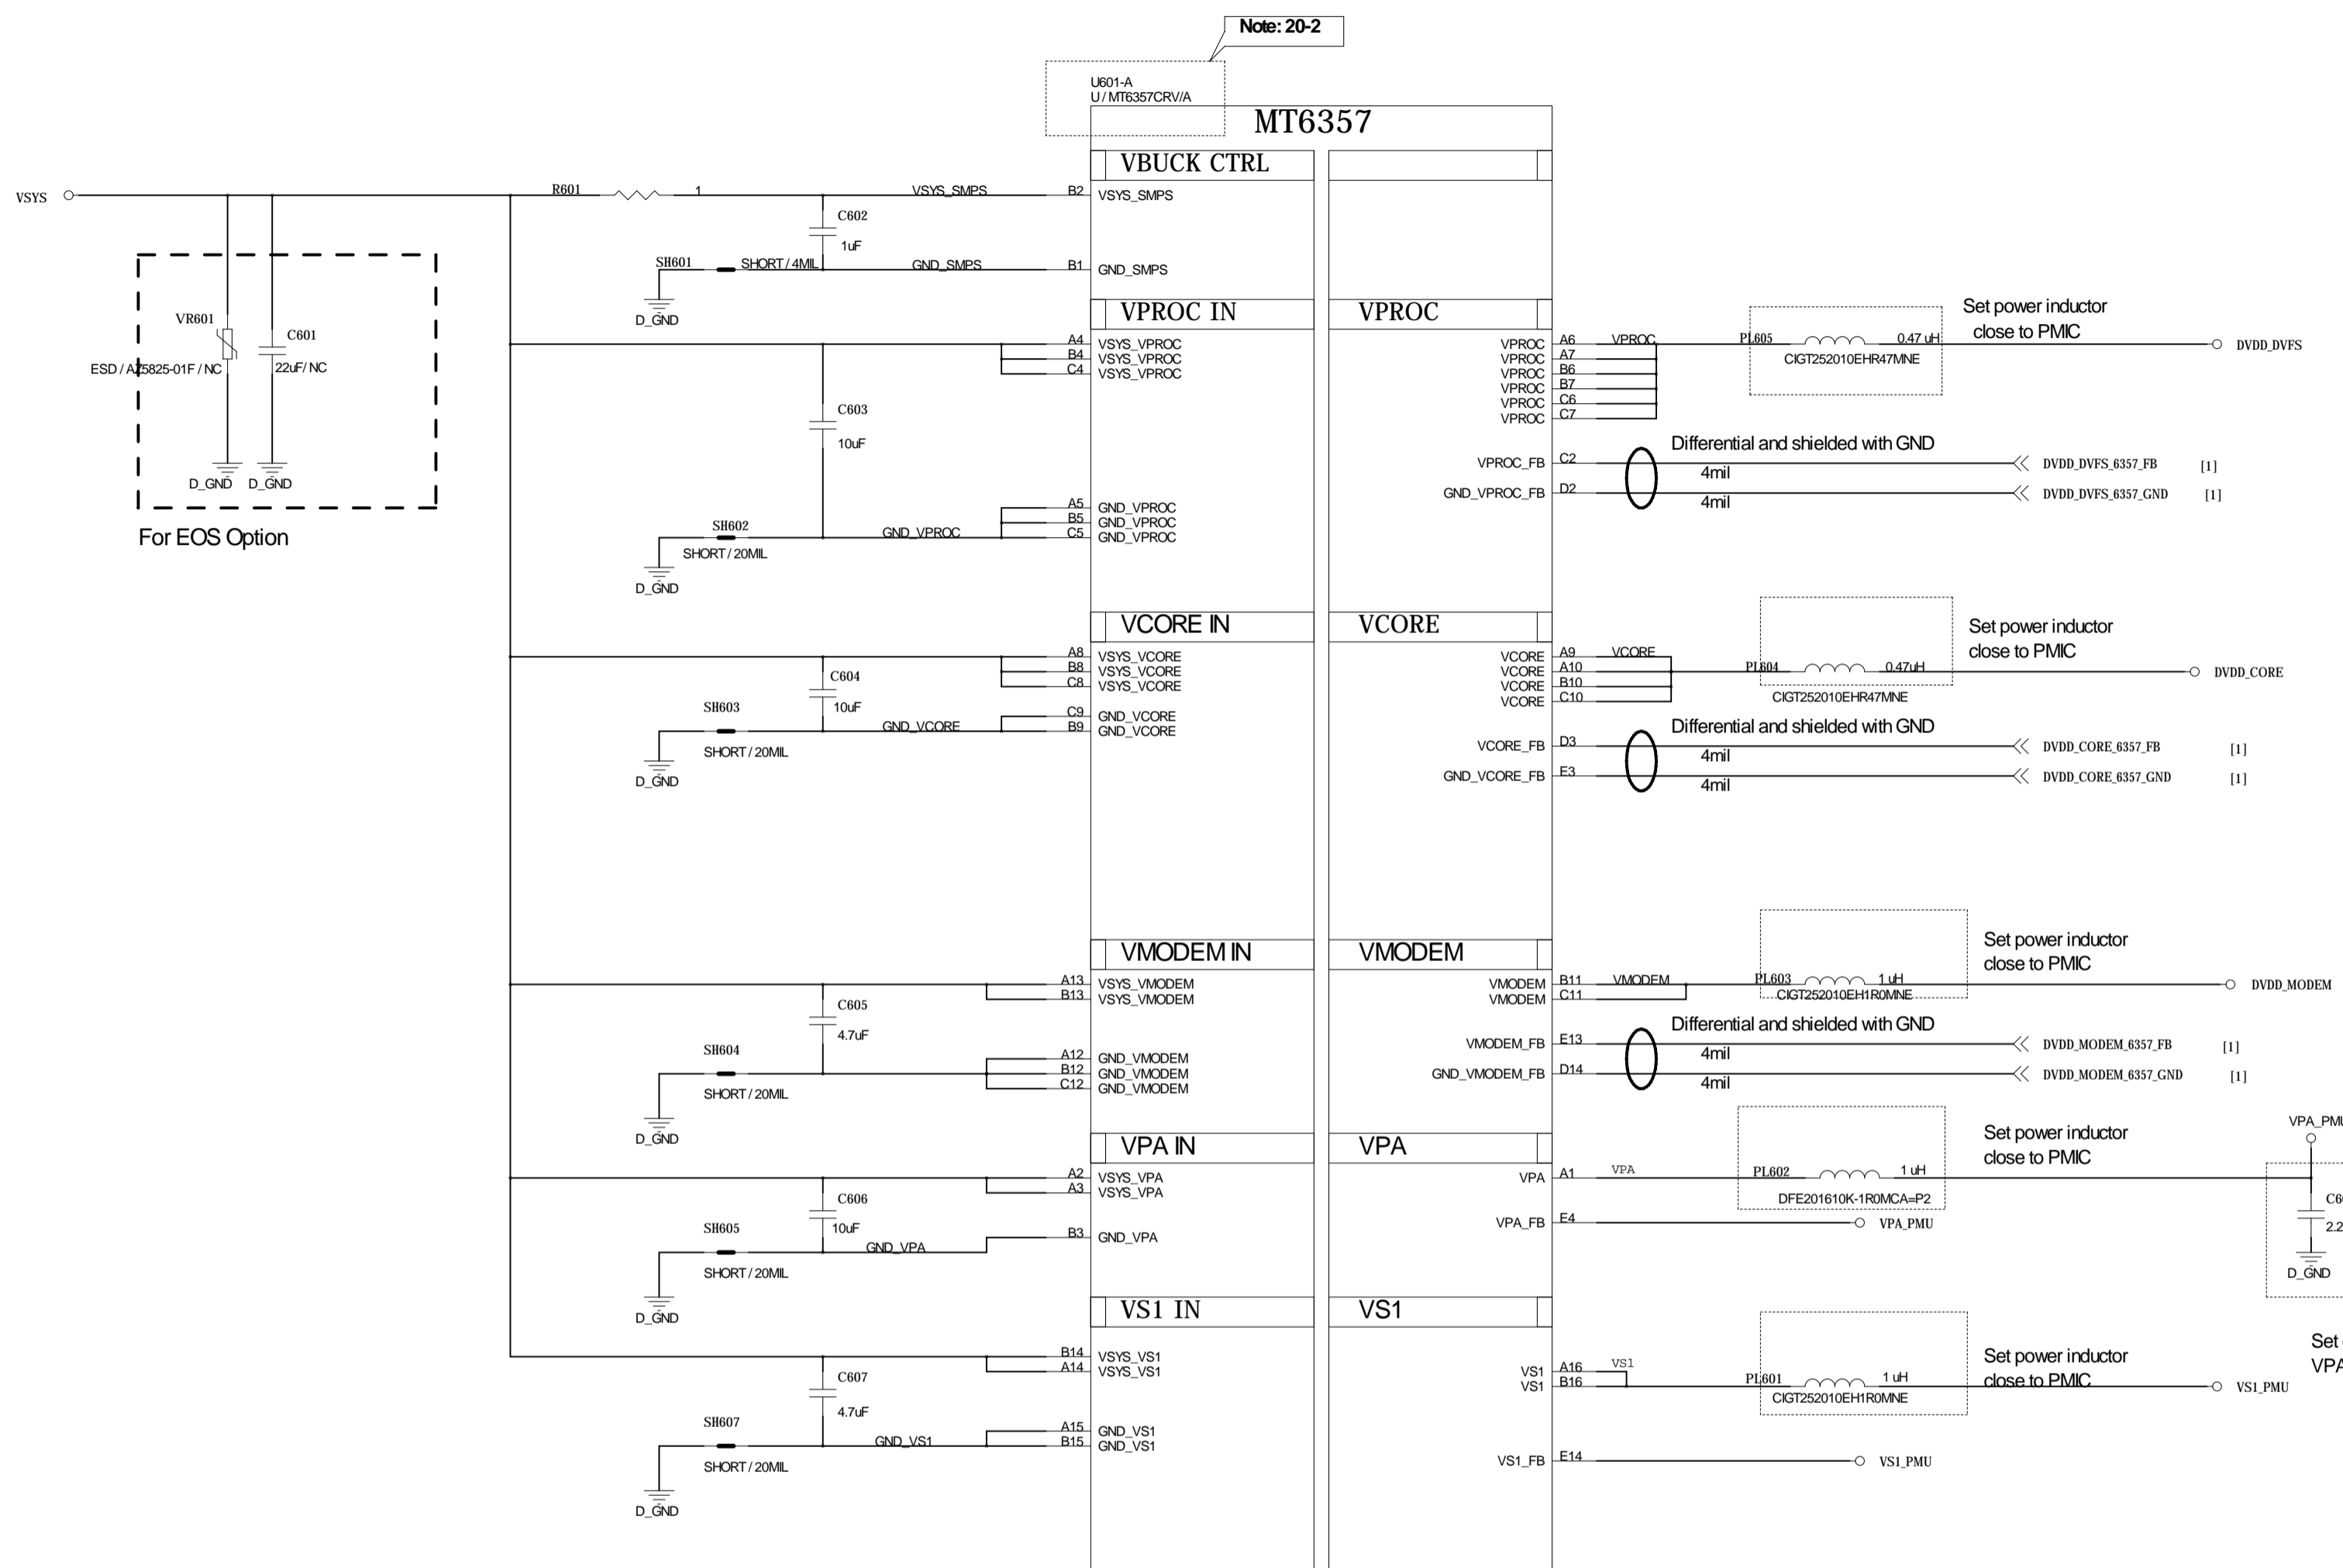 Note: 20-2
U601-A
U / MT6357CRV/A
MT6357
VBUCK CTRL
VSYS
R601
1
VSYS_SMPS
B2
VSYS_SMPS
C602
1uF
SH601
SHORT / 4MIL
GND_SMPS
B1
GND_SMPS
D_GND
VR601
ESD / AZ5825-01F / NC
C601
22uF/ NC
D_GND
D_GND
For EOS Option
VPROC IN
A4
VSYS_VPROC
B4
VSYS_VPROC
C4
VSYS_VPROC
C603
10uF
A5
GND_VPROC
B5
GND_VPROC
C5
GND_VPROC
SH602
SHORT / 20MIL
GND_VPROC
D_GND
VPROC
VPROC
A6
VPROC
VPROC
A7
VPROC
B6
VPROC
B7
VPROC
C6
VPROC
C7
PL605
0.47 uH
CIGT252010EHR47MNE
Set power inductor
close to PMIC
DVDD_DVFS
Differential and shielded with GND
VPROC_FB
C2
4mil
DVDD_DVFS_6357_FB
[1]
GND_VPROC_FB
D2
4mil
DVDD_DVFS_6357_GND
[1]
VCORE IN
A8
VSYS_VCORE
B8
VSYS_VCORE
C8
VSYS_VCORE
C604
10uF
C9
GND_VCORE
B9
GND_VCORE
SH603
SHORT / 20MIL
GND_VCORE
D_GND
VCORE
VCORE
A9
VCORE
VCORE
A10
VCORE
B10
VCORE
C10
PL604
0.47uH
CIGT252010EHR47MNE
Set power inductor
close to PMIC
DVDD_CORE
Differential and shielded with GND
VCORE_FB
D3
4mil
DVDD_CORE_6357_FB
[1]
GND_VCORE_FB
E3
4mil
DVDD_CORE_6357_GND
[1]
VMODEM IN
A13
VSYS_VMODEM
B13
VSYS_VMODEM
C605
4.7uF
A12
GND_VMODEM
B12
GND_VMODEM
C12
GND_VMODEM
SH604
SHORT / 20MIL
D_GND
VMODEM
VMODEM
B11
VMODEM
VMODEM
C11
PL603
1 uH
CIGT252010EH1R0MNE
Set power inductor
close to PMIC
DVDD_MODEM
Differential and shielded with GND
VMODEM_FB
E13
4mil
DVDD_MODEM_6357_FB
[1]
GND_VMODEM_FB
D14
4mil
DVDD_MODEM_6357_GND
[1]
VPA IN
A2
VSYS_VPA
A3
VSYS_VPA
C606
10uF
B3
GND_VPA
SH605
SHORT / 20MIL
GND_VPA
D_GND
VPA
VPA
A1
VPA
PL602
1 uH
DFE201610K-1R0MCA=P2
Set power inductor
close to PMIC
VPA_FB
E4
VPA_PMU
D_GND
VS1 IN
B14
VSYS_VS1
A14
VSYS_VS1
C607
4.7uF
A15
GND_VS1
B15
GND_VS1
SH607
SHORT / 20MIL
GND_VS1
D_GND
VS1
VS1
A16
VS1
VS1
B16
PL601
1 uH
CIGT252010EH1R0MNE
Set power inductor
close to PMIC
VS1_PMU
VS1_FB
E14
VS1_PMU
Set
VPA